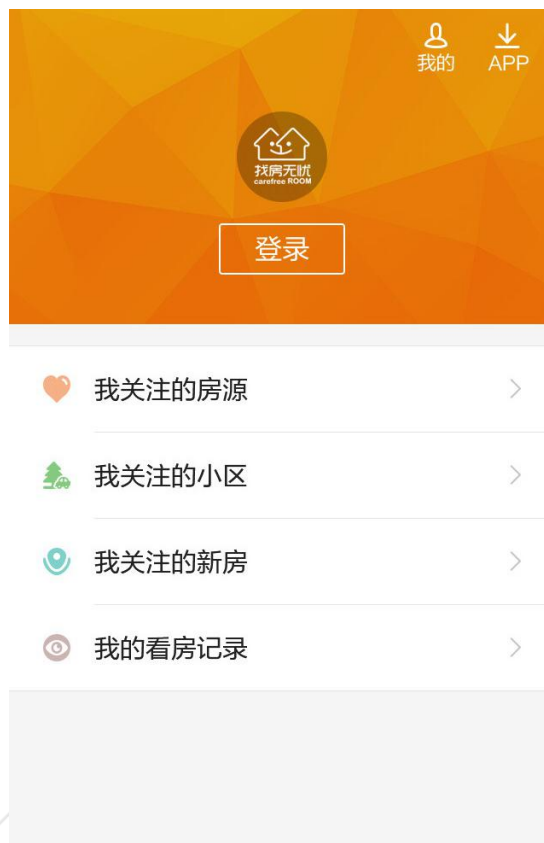 我的
APP
找房无忧
carefree ROOM
登录
我关注的房源
我关注的小区
我关注的新房
我的看房记录